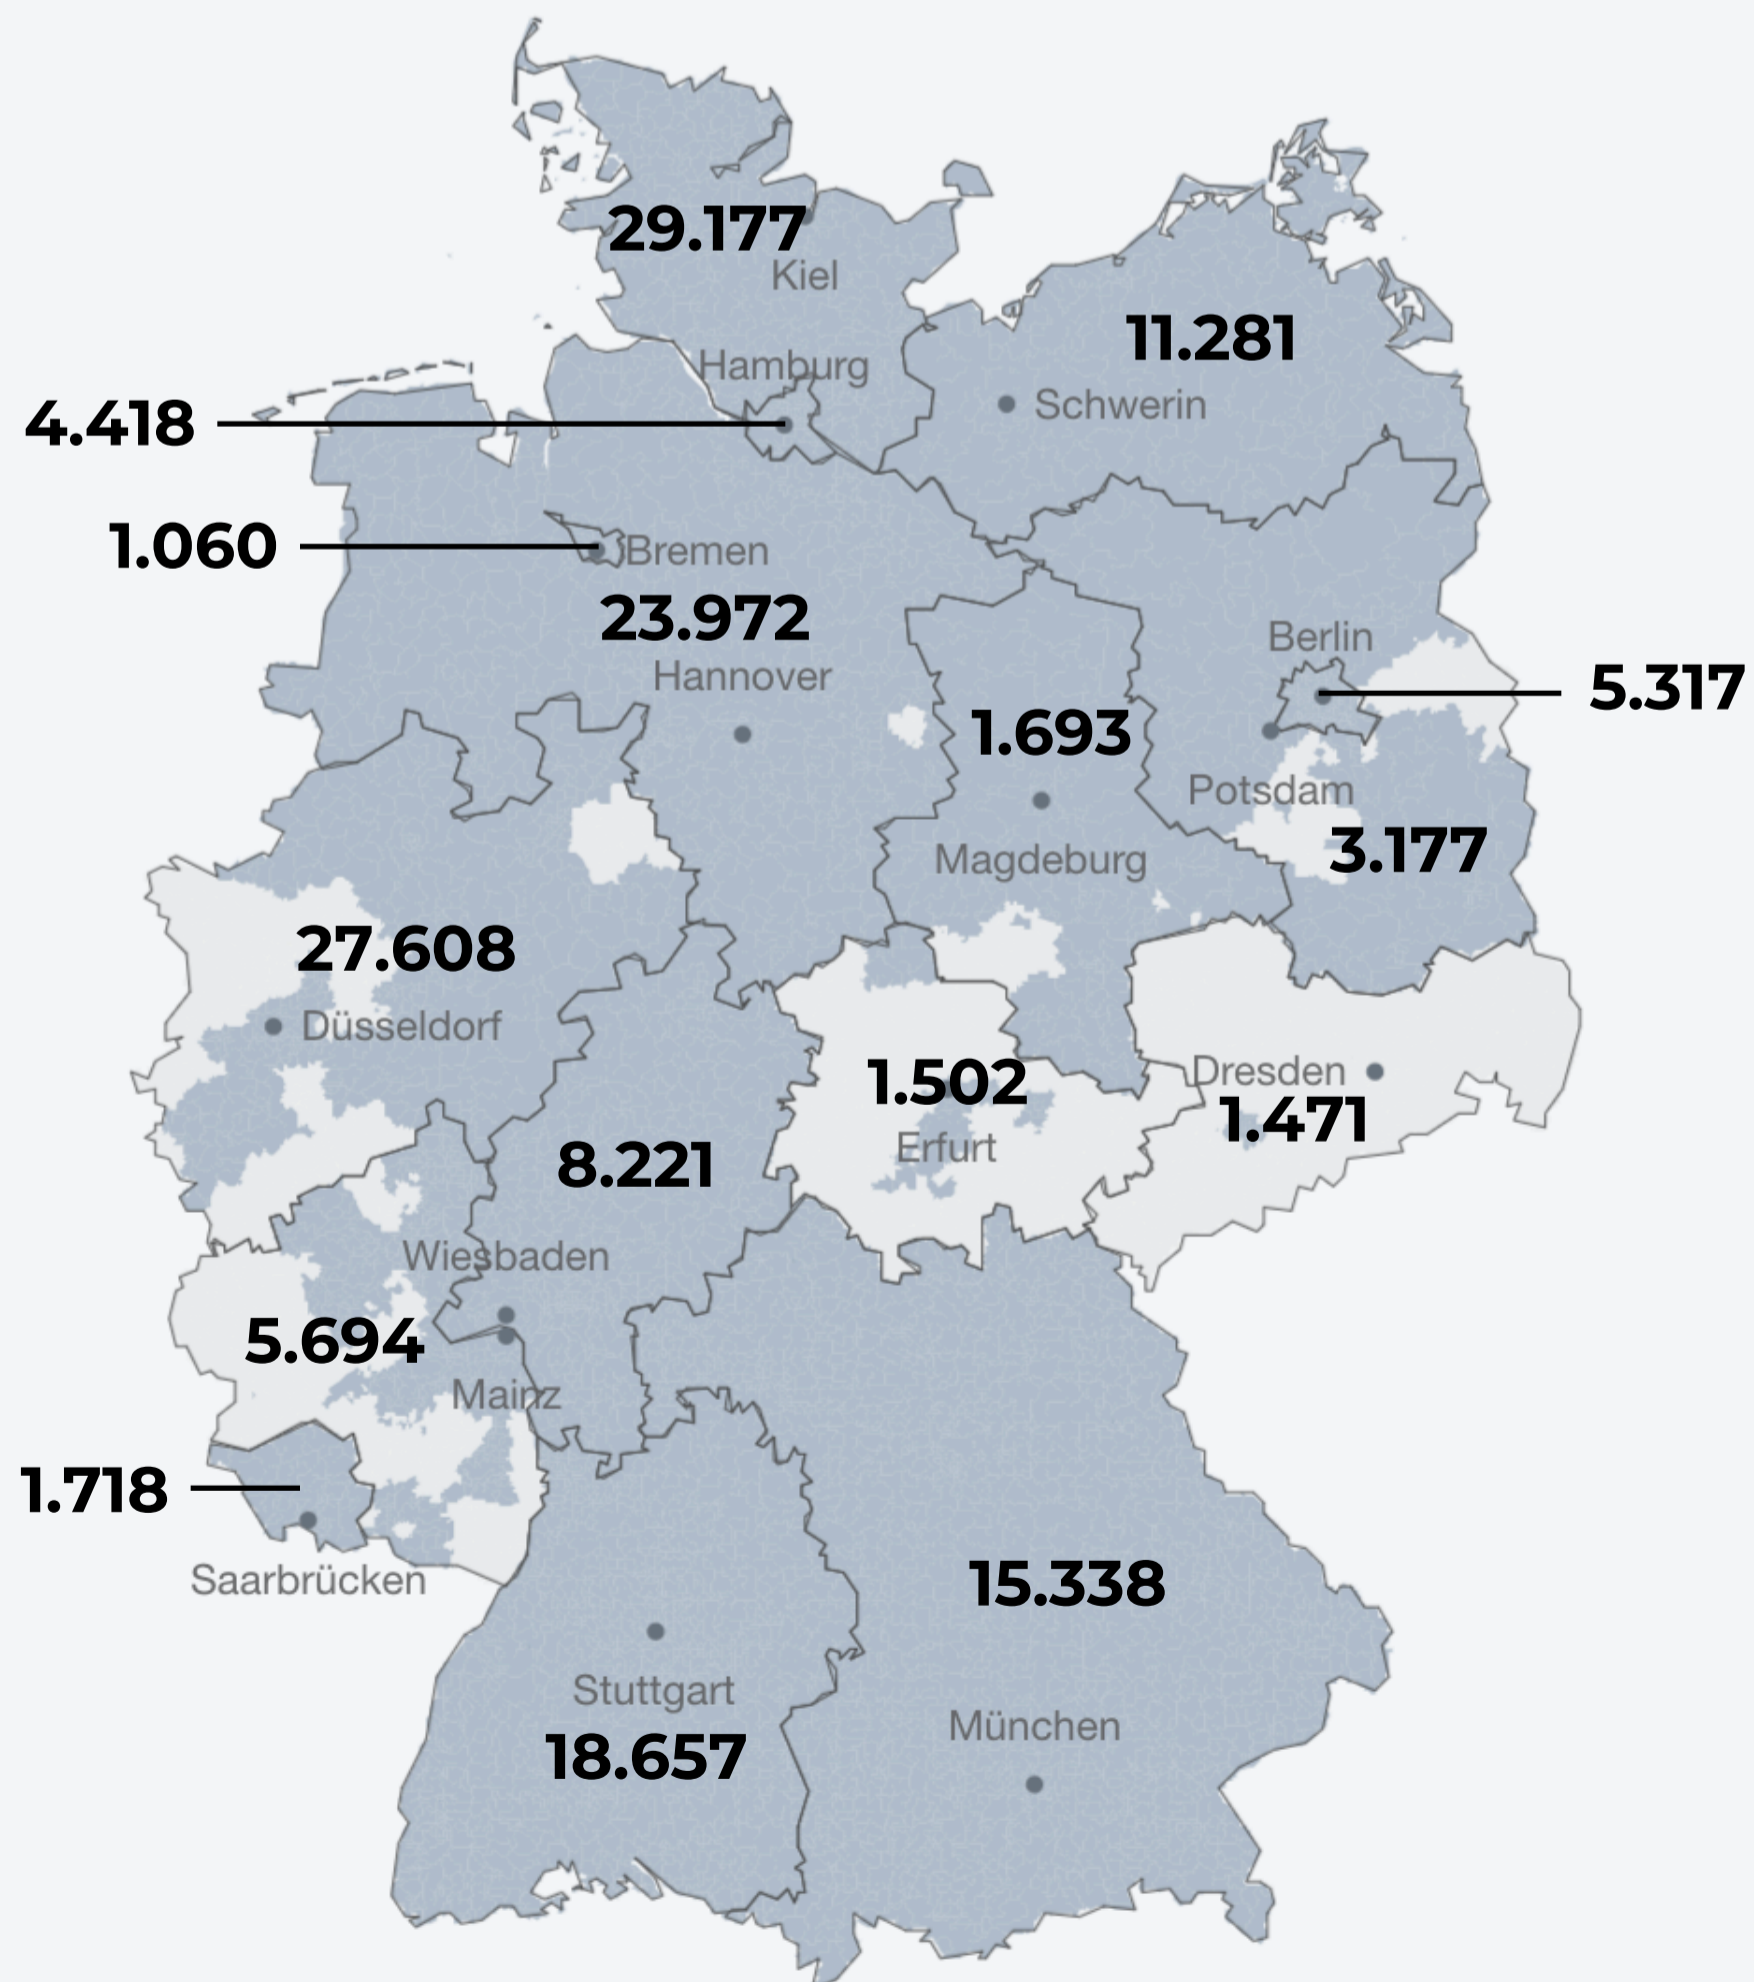 29.177
Kiel
11.281
Hamburg
Schwerin
4.418
1.060
Bremen
23.972
Berlin
Hannover
5.317
1.693
Potsdam
3.177
Magdeburg
27.608
Düsseldorf
Dresden
1.502
1.471
Erfurt
8.221
Wiesbaden
5.694
Mainz
1.718
Saarbrücken
15.338
Stuttgart
München
18.657